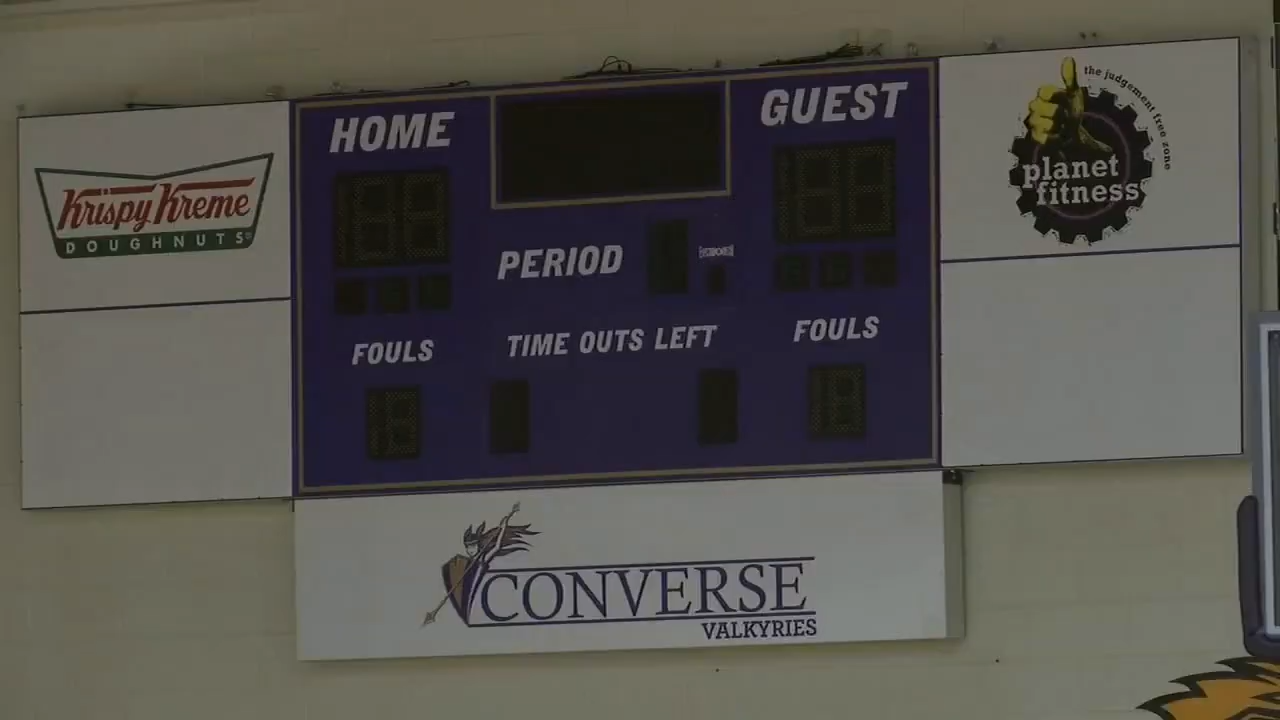 HOME
GUEST
the judgement free zone
planet
fitness
Krispy Kreme
DOUGHNUTS
PERIOD
FOULS
TIME OUTS LEFT
FOULS
CONVERSE
VALKYRIES